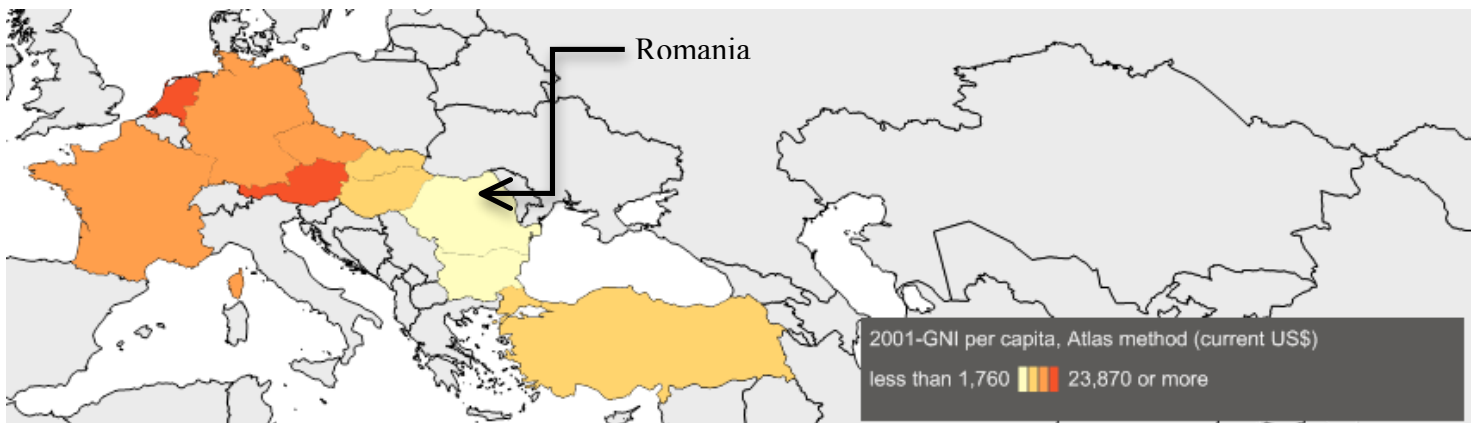 Romania
2001-GNI per capita, Atlas method (current US$)
less than 1,760 23,870 or more